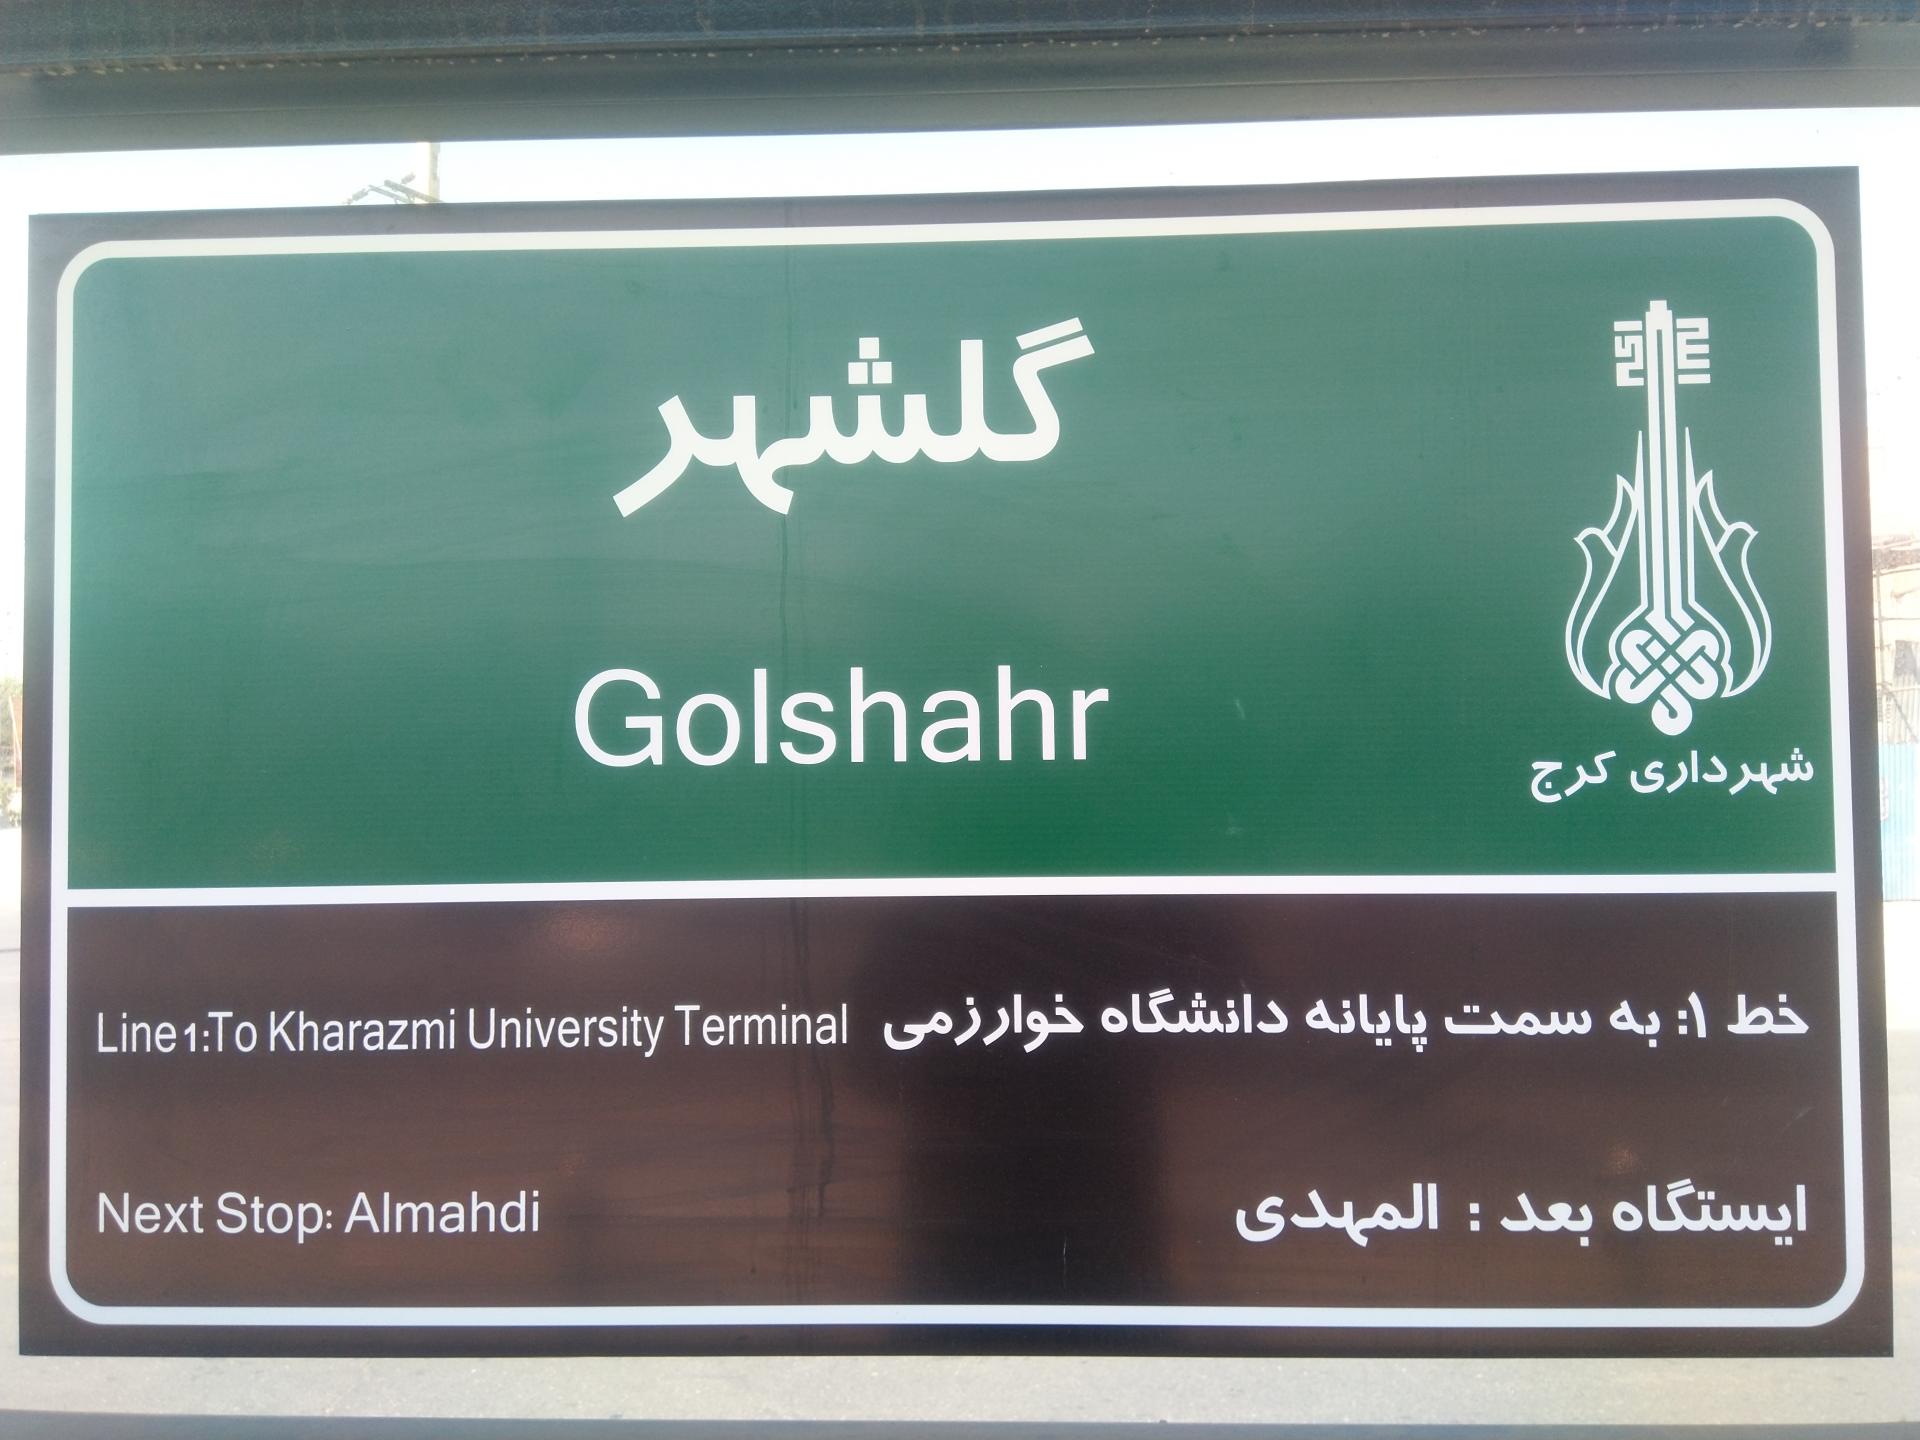 گلشهر
Golshahr
شهرداری کرج
خط ۱: به سمت پایانه دانشگاه خوارزمی
Line 1:To Kharazmi University Terminal
ایستگاه بعد : المهدی
Next Stop: Almahdi